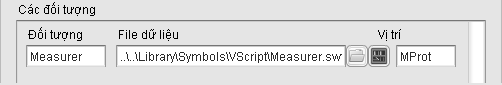 Các đối tượng
Đối tượng File dữ liệu Vị trí
Measurer ..\..\Library\Symbols\VScript\Measurer.sw MProt